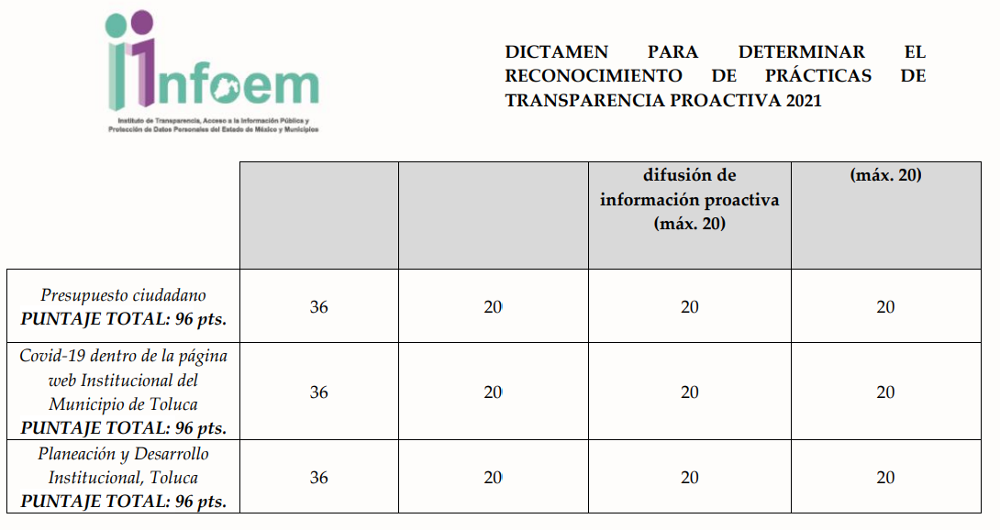 infoem
Instituto de Transparencia, Acceso a la Información Pública y
Protección de Datos Personales del Estado de México y Municipios
DICTAMEN PARA DETERMINAR EL
RECONOCIMIENTO DE PRÁCTICAS DE
TRANSPARENCIA PROACTIVA 2021
difusión de
información proactiva
(máx. 20)
(máx. 20)
Presupuesto ciudadano
PUNTAJE TOTAL: 96 pts.
36 20 20 20
Covid-19 dentro de la página
web Institucional del
Municipio de Toluca
PUNTAJE TOTAL: 96 pts.
36 20 20 20
Planeación y Desarrollo
Institucional, Toluca
PUNTAJE TOTAL: 96 pts.
36 20 20 20